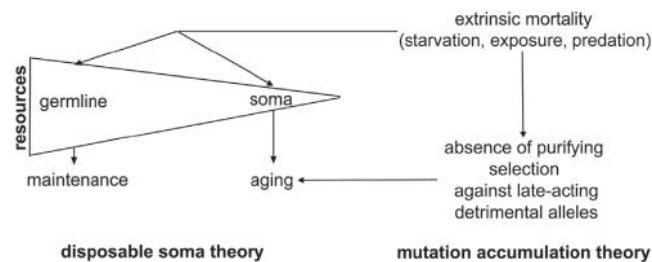 extrinsic mortality
(starvation, exposure, predation)
resources
germline
soma
maintenance
aging
absence of purifying
selection
against late-acting
detrimental alleles
disposable soma theory
mutation accumulation theory